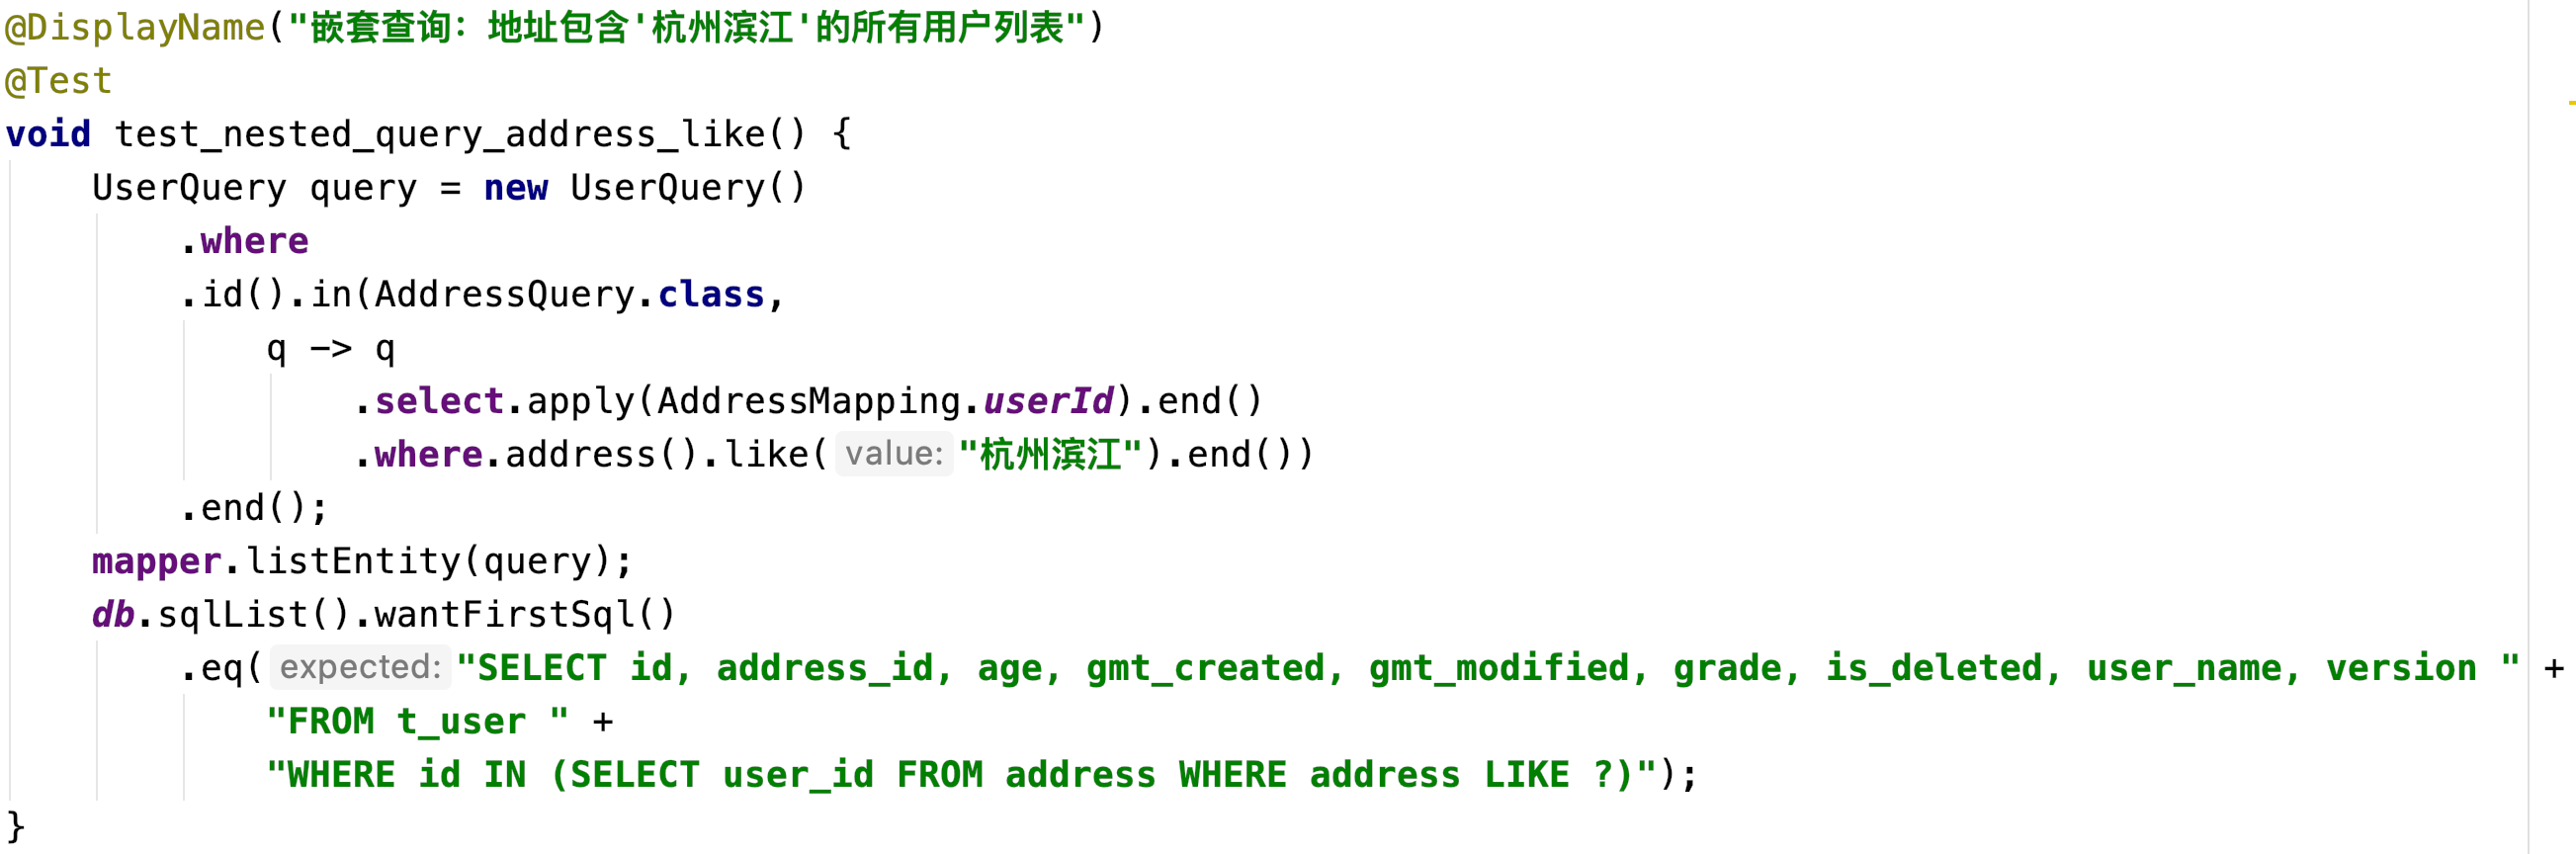 @DisplayName("嵌套查询：地址包含'杭州滨江'的所有用户列表")
@Test
void test_nested_query_address_like() {
    UserQuery query = new UserQuery()
        .where
        .id().in(AddressQuery.class,
            q -> q
                .select.apply(AddressMapping.userId).end()
                .where.address().like( value: "杭州滨江").end())
        .end();
    mapper.listEntity(query);
    db.sqlList().wantFirstSql()
        .eq( expected: "SELECT id, address_id, age, gmt_created, gmt_modified, grade, is_deleted, user_name, version " +
            "FROM t_user " +
            "WHERE id IN (SELECT user_id FROM address WHERE address LIKE ?)");
}